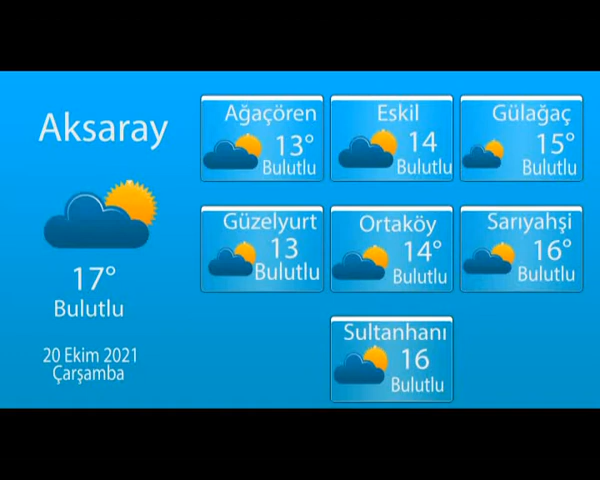 Aksaray
17°
Bulutlu
20 Ekim 2021
Çarşamba
Ağaçören
13°
Bulutlu
Eskil
14
Bulutlu
Gülağaç
15°
Bulutlu
Güzelyurt
13
Bulutlu
Ortaköy
14°
Bulutlu
Sarıyahşi
16°
Bulutlu
Sultanhanı
16
Bulutlu